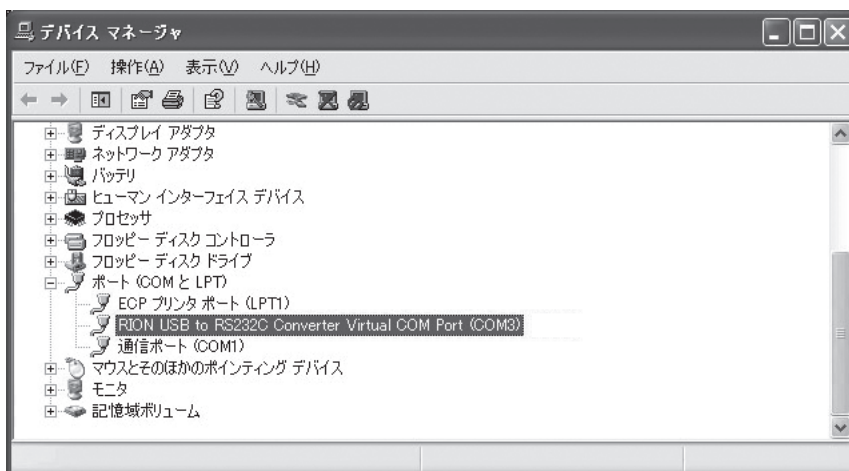 デバイス マネージャ
ファイル(F) 操作(A) 表示(V) ヘルプ(H)
ディスプレイ アダプタ
ネットワーク アダプタ
バッテリ
ヒューマン インターフェイス デバイス
プロセッサ
フロッピー ディスク コントローラ
フロッピー ディスク ドライブ
ポート (COM と LPT)
ECP プリンタ ポート (LPT1)
RION USB to RS232C Converter Virtual COM Port (COM3)
通信ポート (COM1)
マウスとそのほかのポインティング デバイス
モニタ
記憶域ボリューム